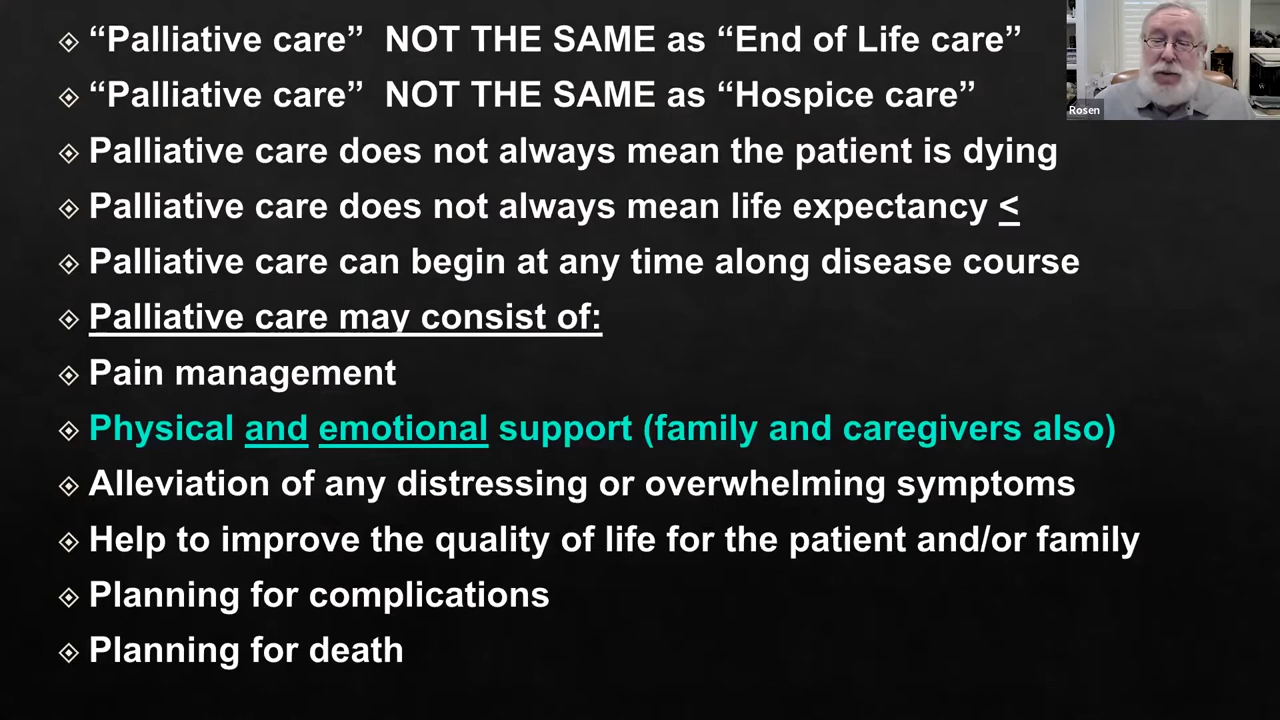 “Palliative care”  NOT THE SAME as “End of Life care”
“Palliative care”  NOT THE SAME as “Hospice care”
Palliative care does not always mean the patient is dying
Palliative care does not always mean life expectancy <
Palliative care can begin at any time along disease course
Palliative care may consist of:
Pain management
Physical and emotional support (family and caregivers also)
Alleviation of any distressing or overwhelming symptoms
Help to improve the quality of life for the patient and/or family
Planning for complications
Planning for death
Rosen